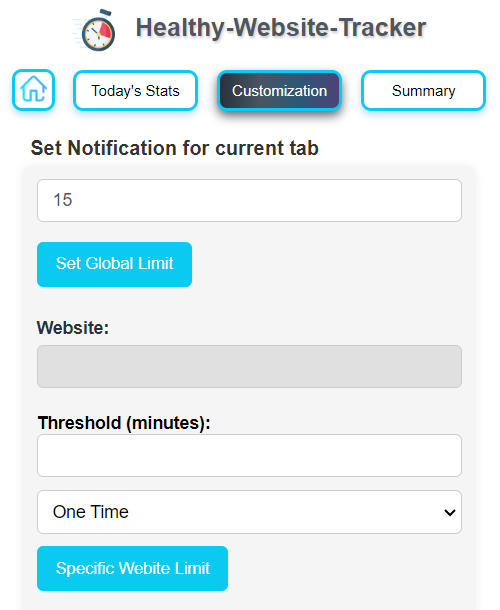 Healthy-Website-Tracker
Today's Stats
Customization
Summary
Set Notification for current tab
15
Set Global Limit
Website:
Threshold (minutes):
One Time
Specific Webite Limit